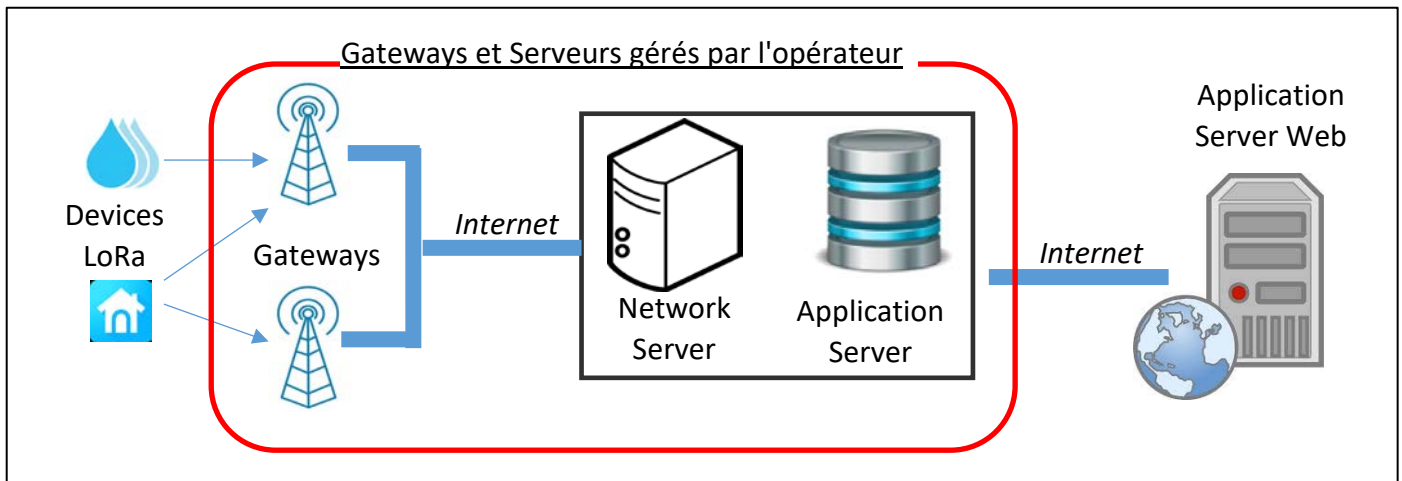 Gateways et Serveurs gérés par l'opérateur
Devices
LoRa
Gateways
Internet
Network
Server
Application
Server
Internet
Application
Server Web